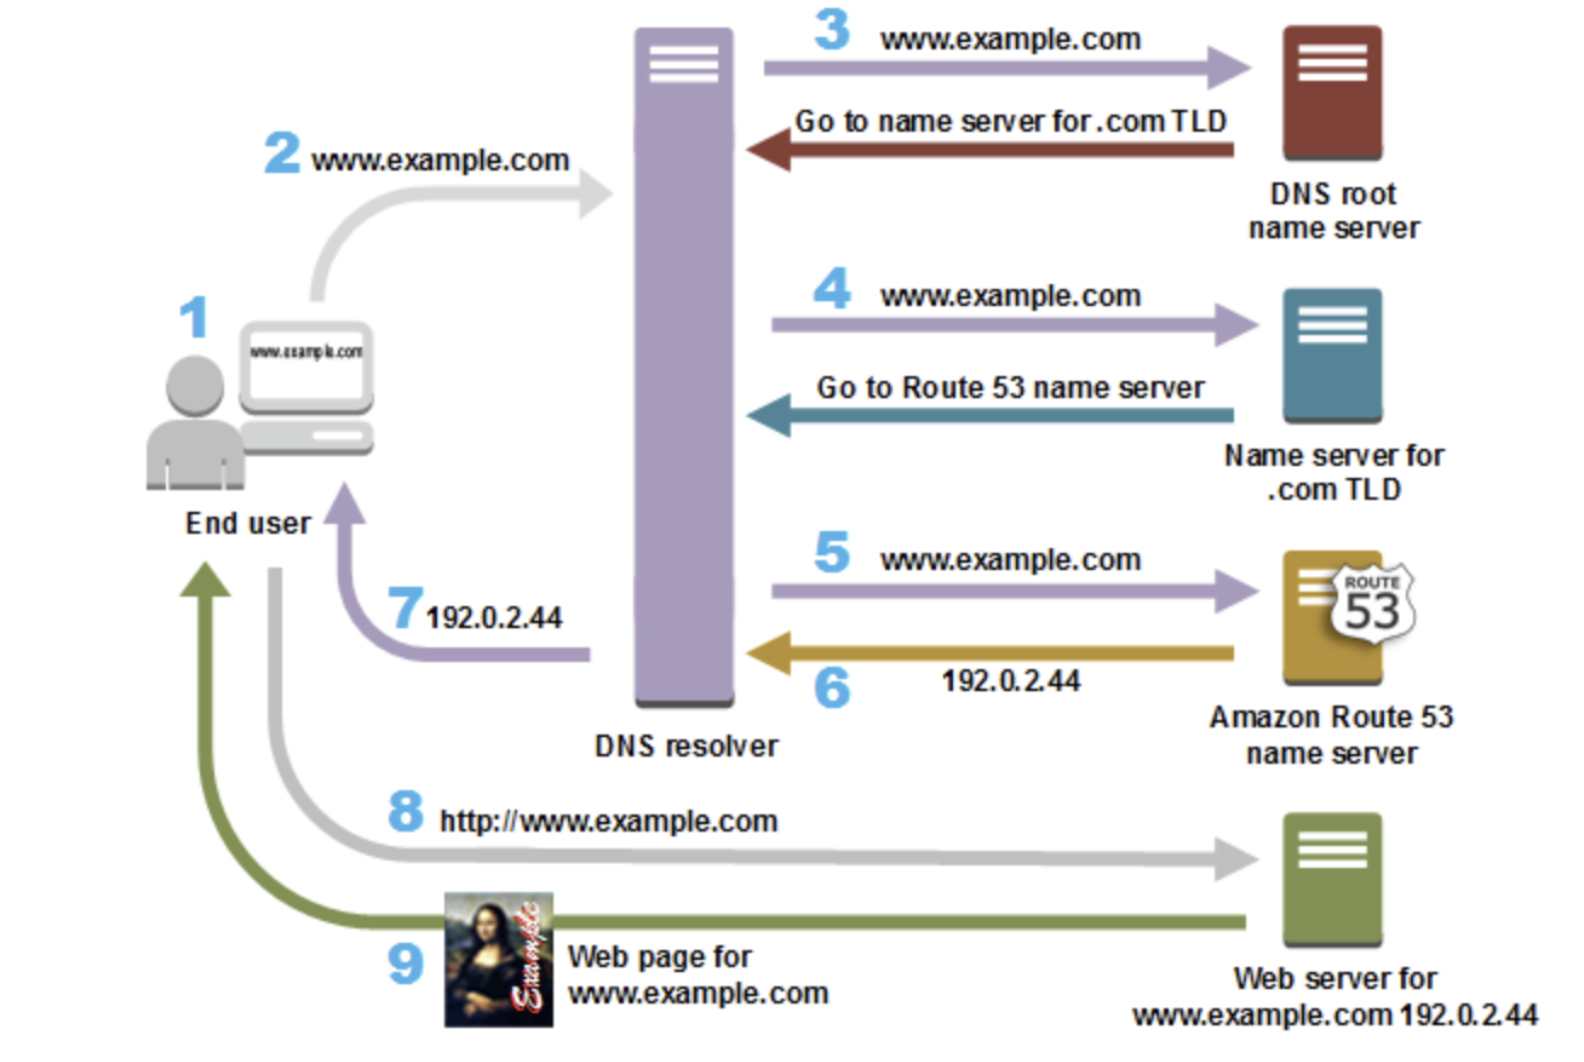 1
www.example.com
End user
2 www.example.com
DNS resolver
3 www.example.com
Go to name server for .com TLD
DNS root
name server
4 www.example.com
Go to Route 53 name server
Name server for
.com TLD
5 www.example.com
ROUTE
53
6 192.0.2.44
Amazon Route 53
name server
7 192.0.2.44
8 http://www.example.com
9
Example
Web page for
www.example.com
Web server for
www.example.com 192.0.2.44